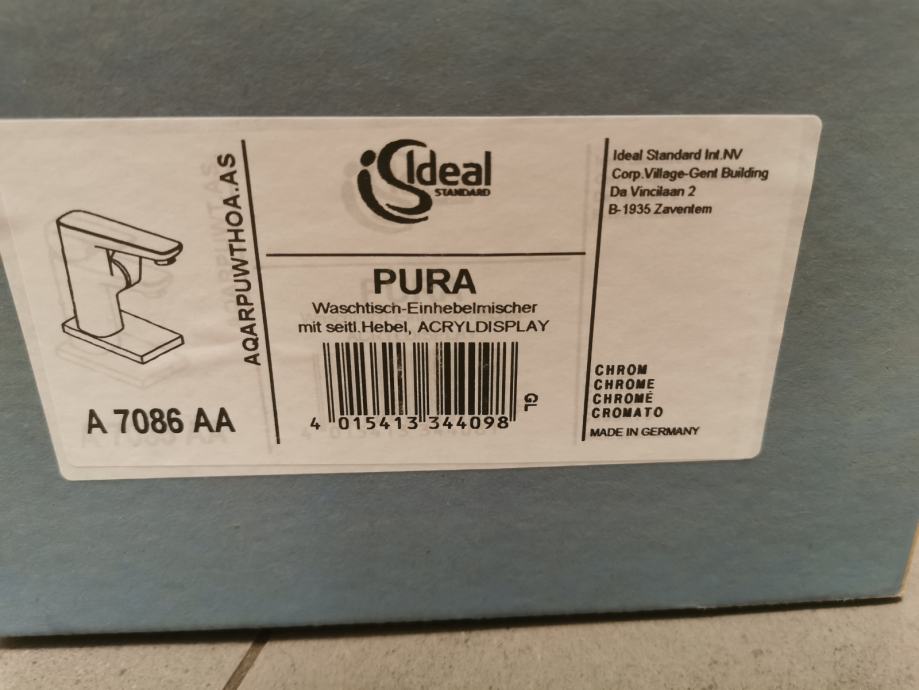 AQARPUWTHOA.AS
A 7086 AA
Ideal
STANDARD
PURA
Waschtisch-Einhebelmischer
mit seitl.Hebel, ACRYLDISPLAY
4 015413 344098
GL
Ideal Standard Int.NV
Corp.Village-Gent Building
Da Vincilaan 2
B-1935 Zaventem
CHROM
CHROME
CHROMÉ
CROMATO
MADE IN GERMANY